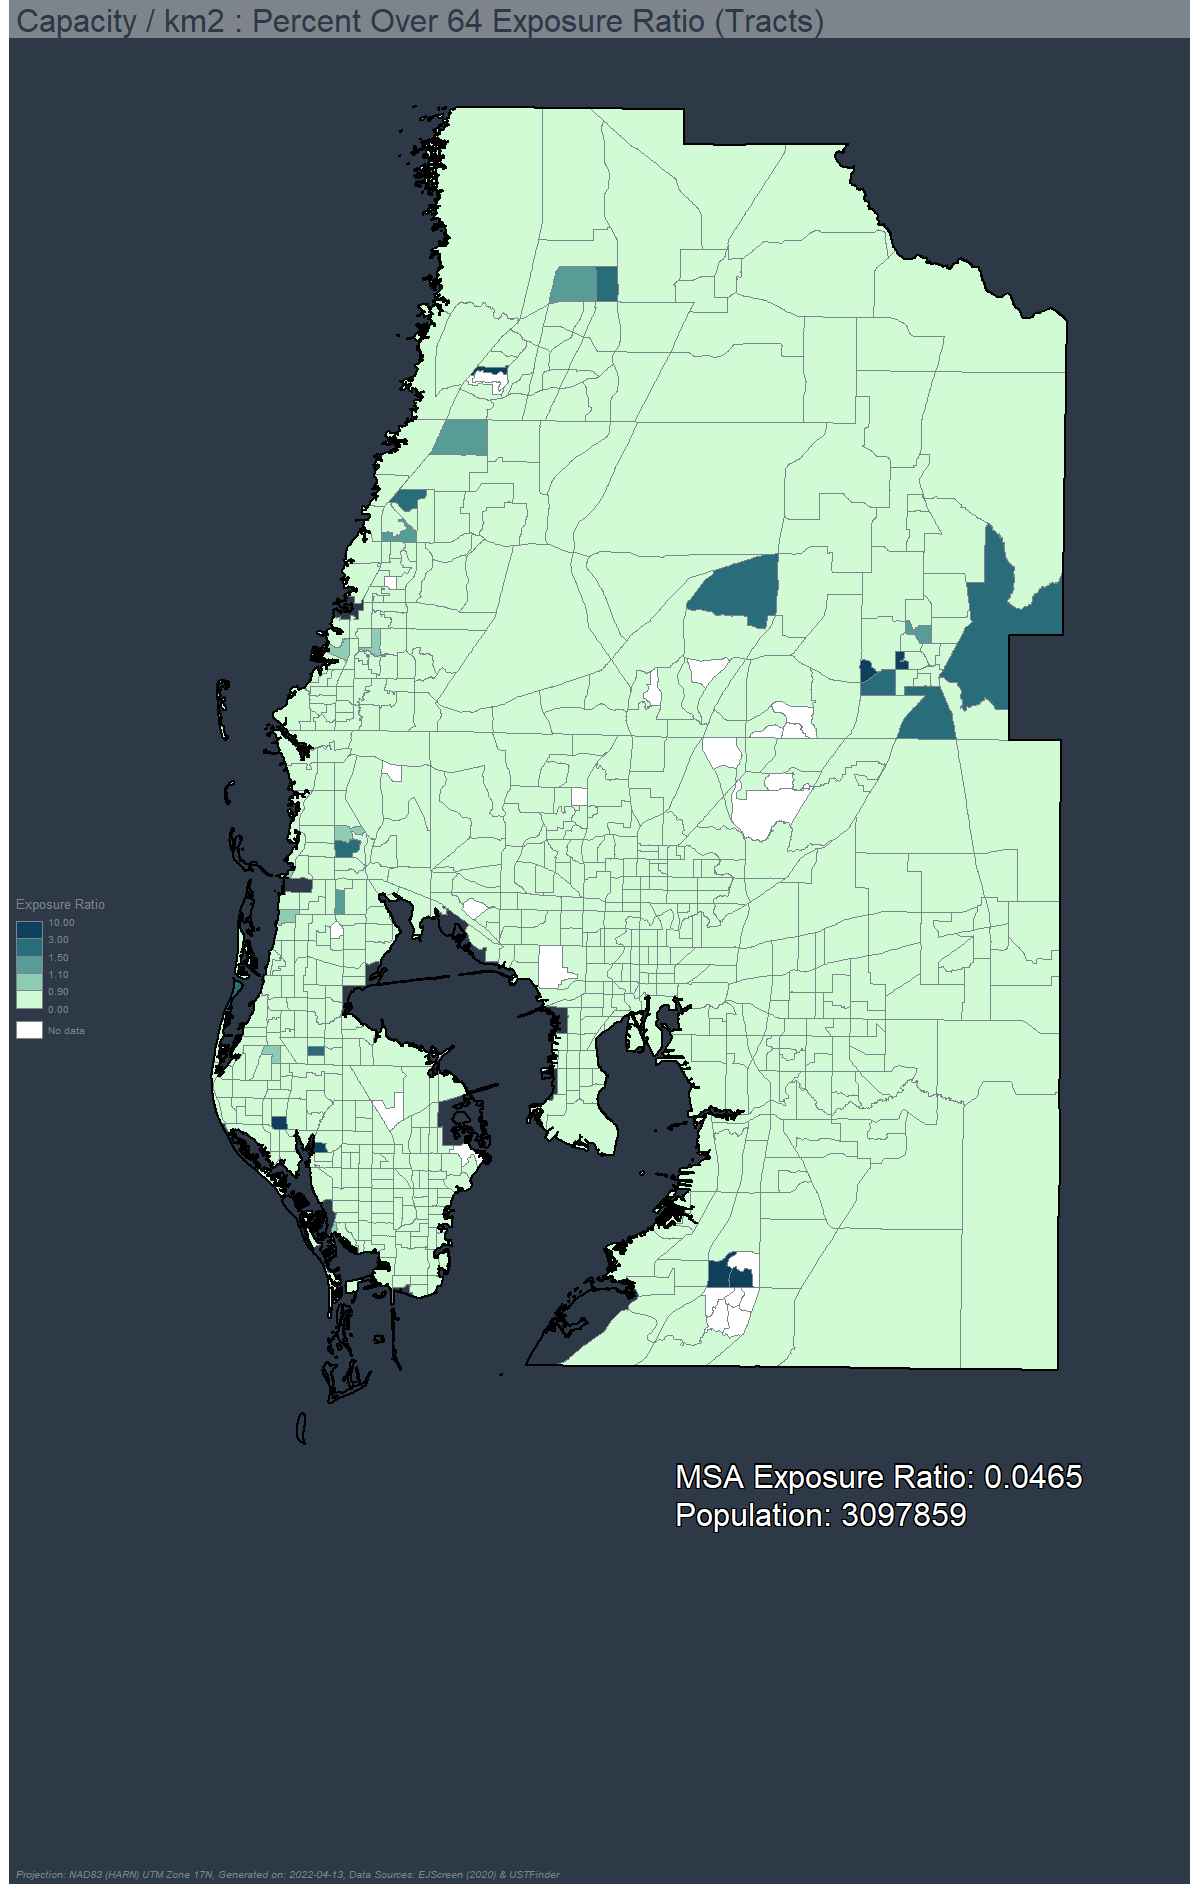 Capacity / km2 : Percent Over 64 Exposure Ratio (Tracts)
Exposure Ratio
10.00
3.00
1.50
1.10
0.90
0.00
No data
MSA Exposure Ratio: 0.0465
Population: 3097859
Projection: NAD83 (HARN) UTM Zone 17N, Generated on: 2022-04-13, Data Sources: EJScreen (2020) & USTFinder